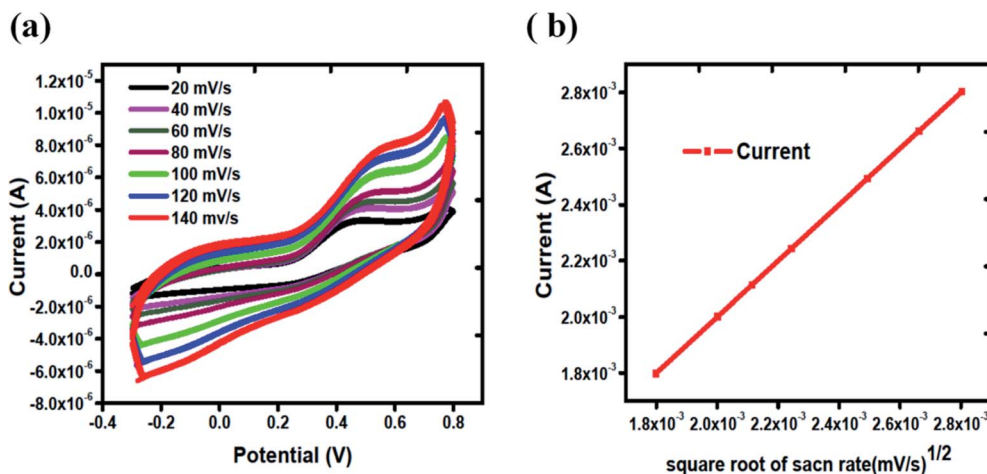 (a)
Current (A)
1.2x10⁻⁵
1.0x10⁻⁵
8.0x10⁻⁶
6.0x10⁻⁶
4.0x10⁻⁶
2.0x10⁻⁶
0.0
-2.0x10⁻⁶
-4.0x10⁻⁶
-6.0x10⁻⁶
-8.0x10⁻⁶
20 mV/s
40 mV/s
60 mV/s
80 mV/s
100 mV/s
120 mV/s
140 mv/s
-0.4 -0.2 0.0 0.2 0.4 0.6 0.8
Potential (V)
( b)
Current (A)
2.8x10⁻³
2.6x10⁻³
2.4x10⁻³
2.2x10⁻³
2.0x10⁻³
1.8x10⁻³
Current
1.8x10⁻³ 2.0x10⁻³ 2.2x10⁻³ 2.4x10⁻³ 2.6x10⁻³ 2.8x10⁻³
square root of sacn rate(mV/s)¹/²